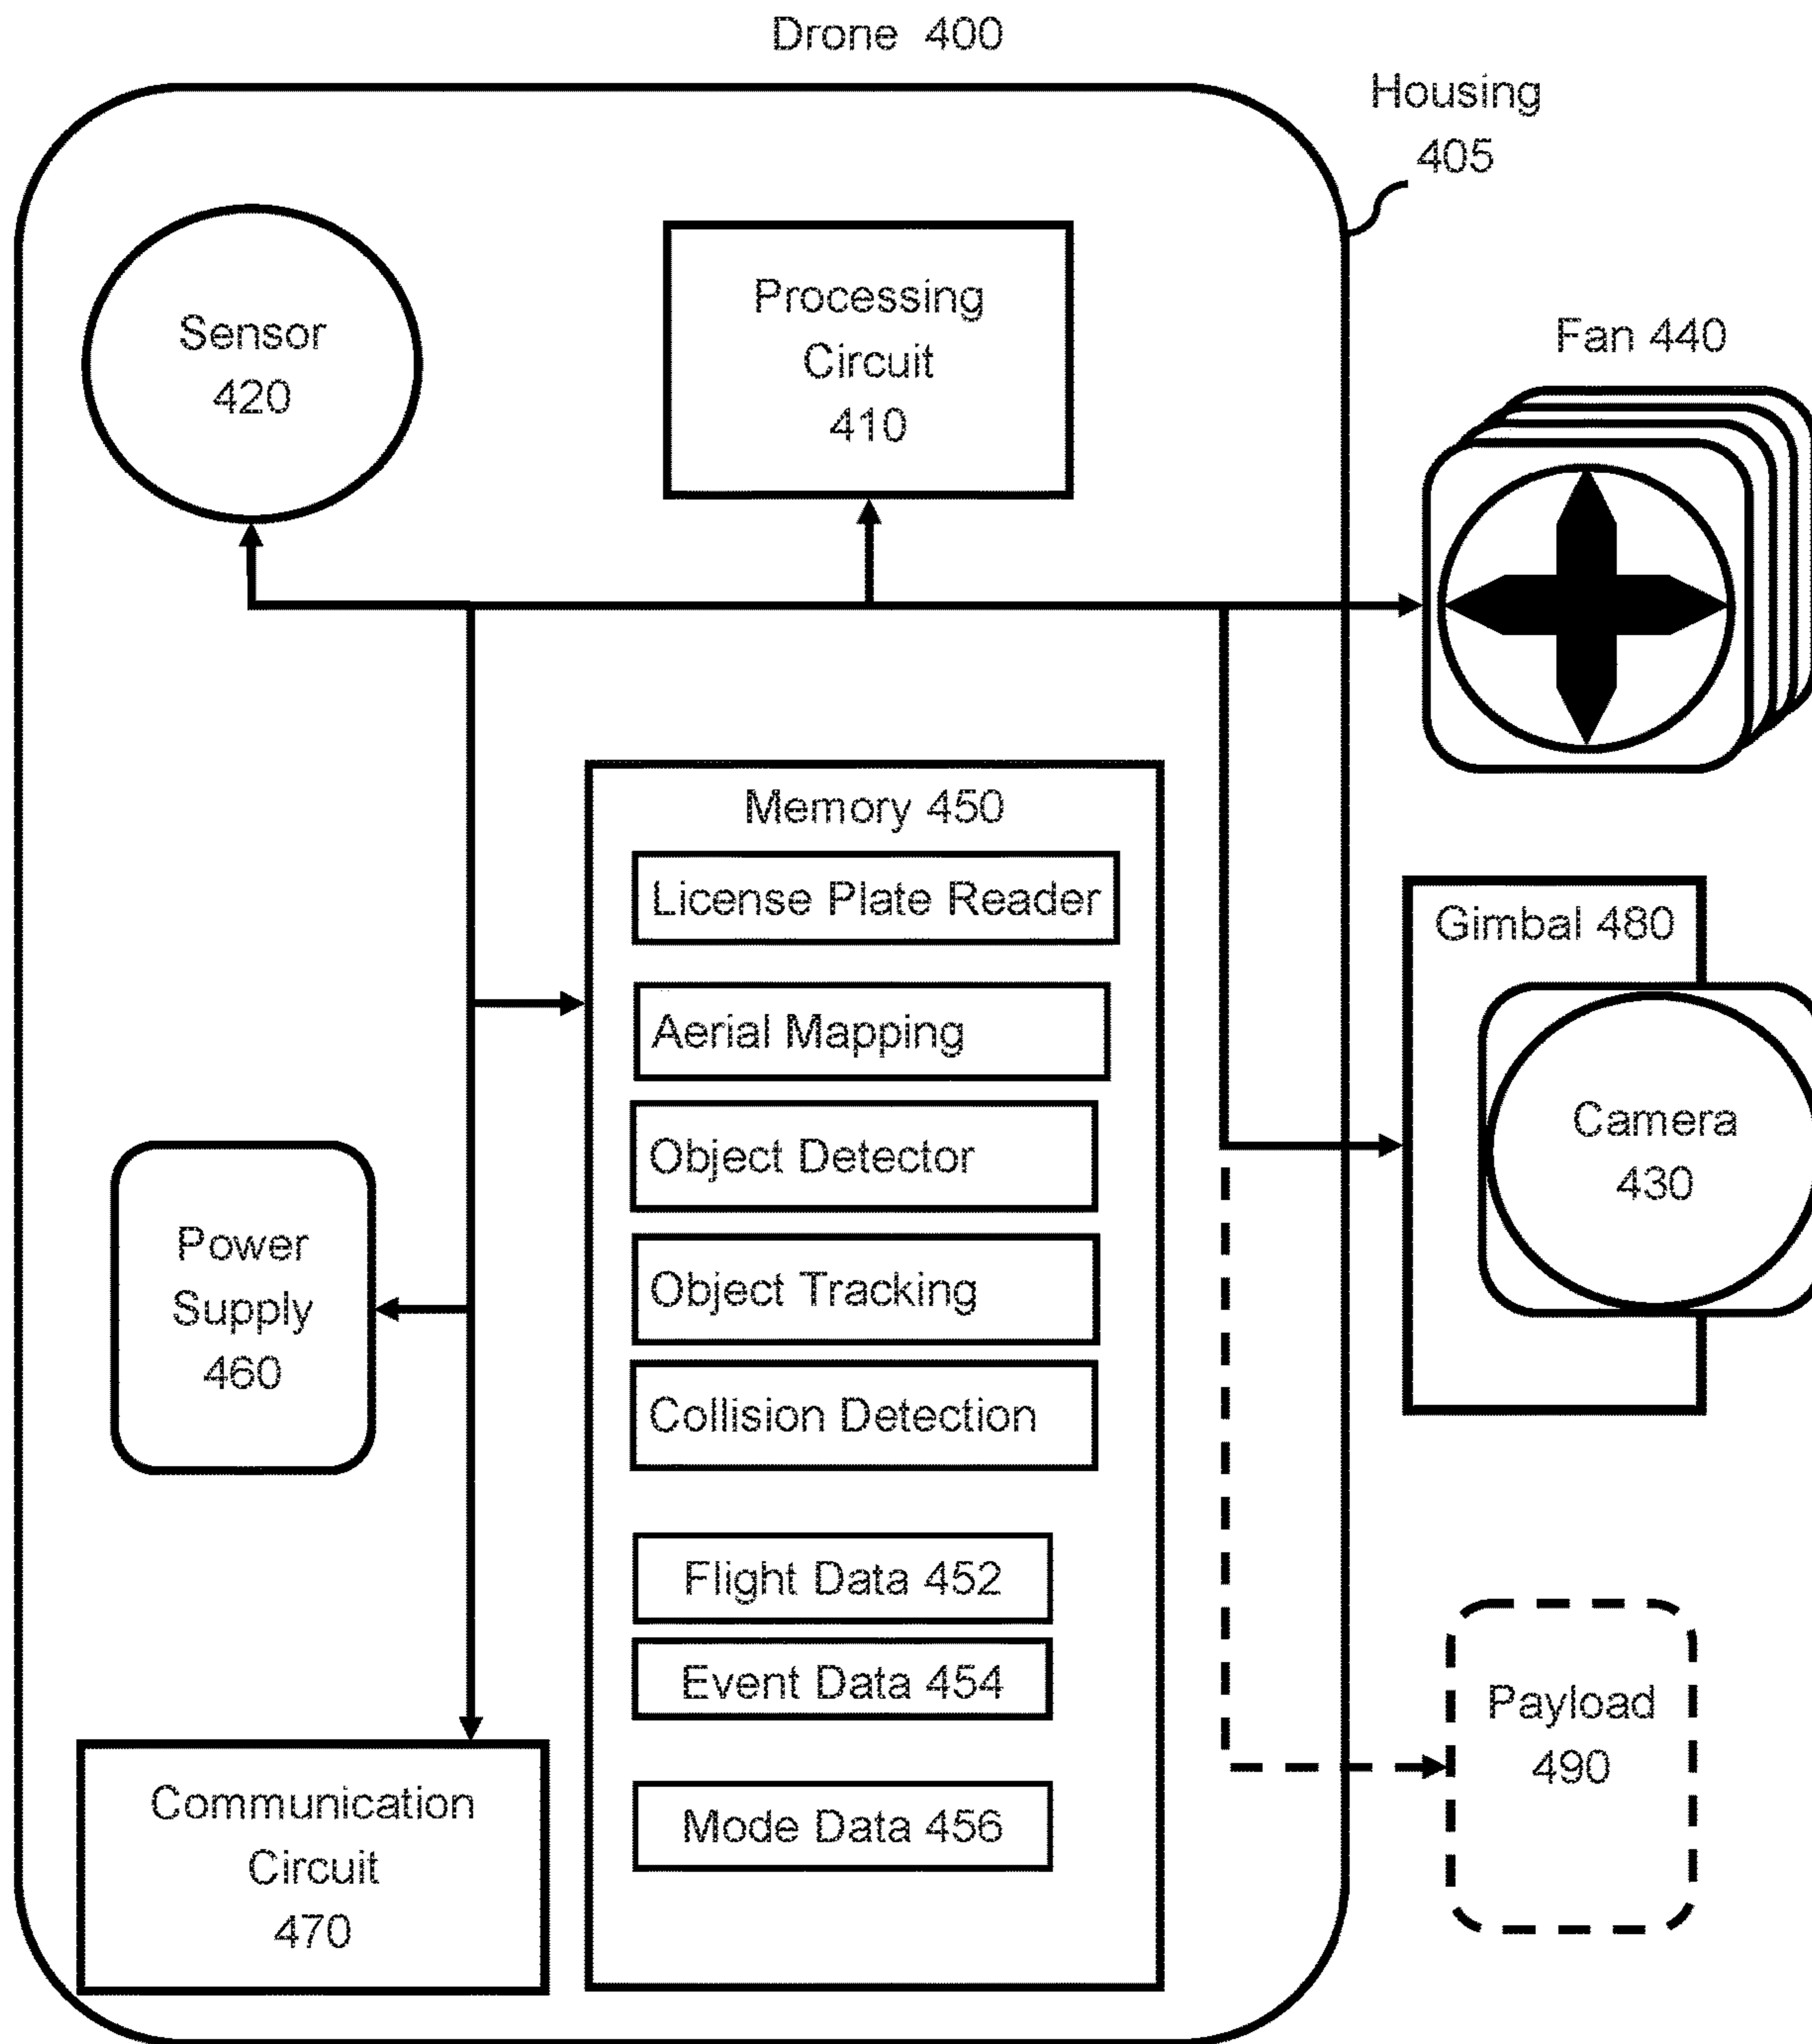 Drone 400
Housing
405
Sensor
420
Processing
Circuit
410
Fan 440
Memory 450
License Plate Reader
Aerial Mapping
Object Detector
Object Tracking
Collision Detection
Flight Data 452
Event Data 454
Mode Data 456
Gimbal 480
Camera
430
Power
Supply
460
Payload
490
Communication
Circuit
470